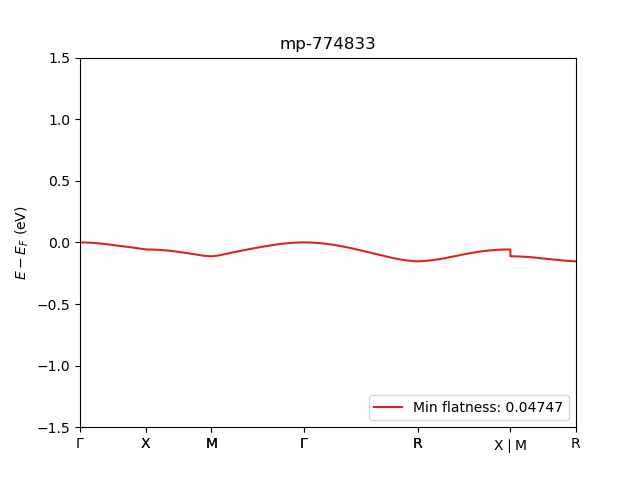 mp-774833
E − E_F (eV)
1.5
1.0
0.5
0.0
−0.5
−1.0
−1.5
Γ X M Γ R X | M R
Min flatness: 0.04747